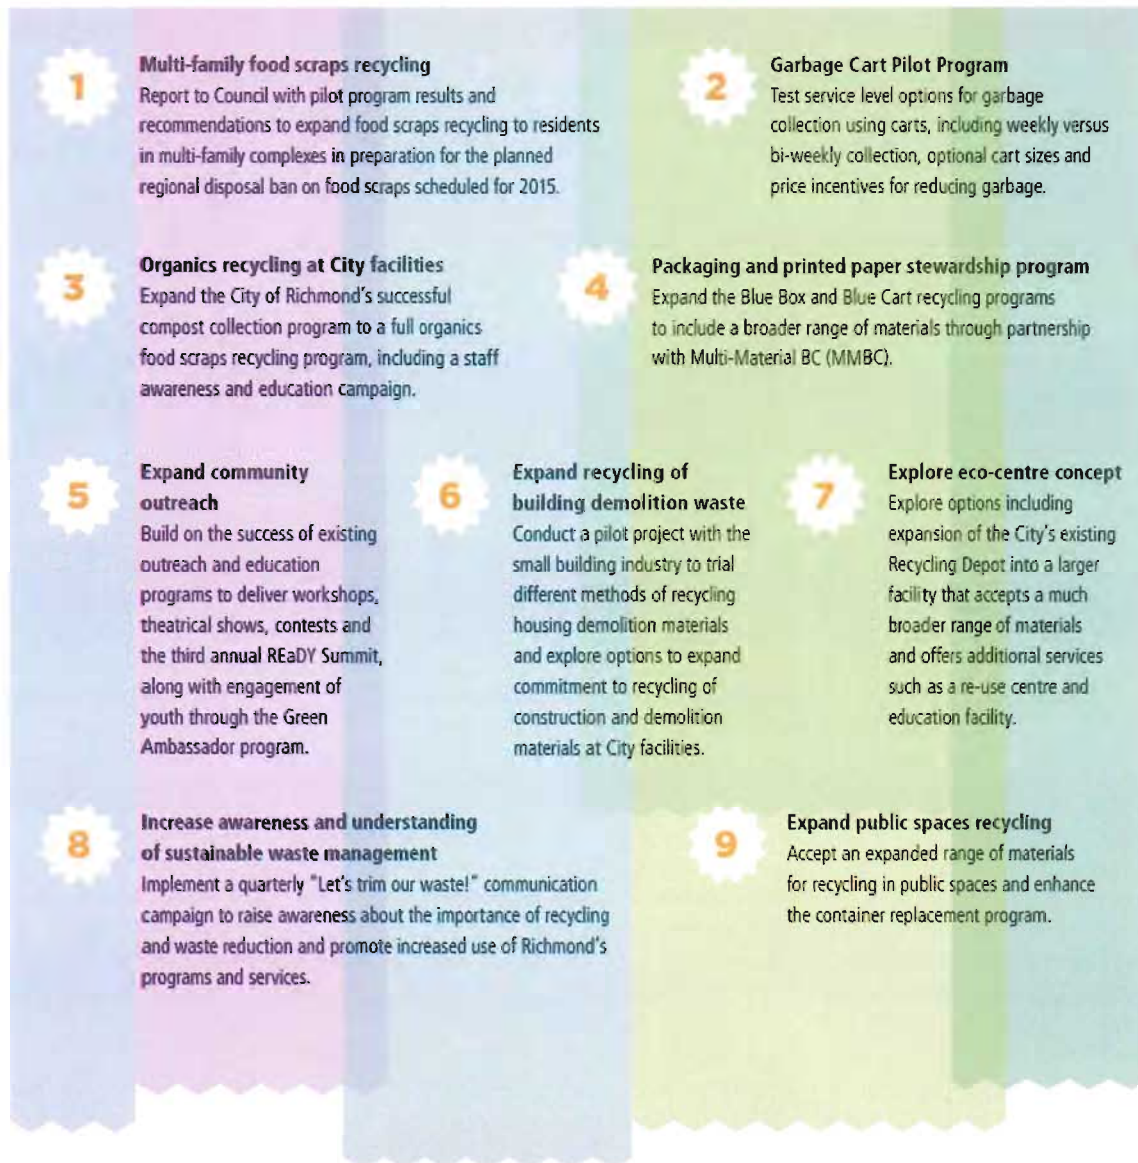 1
Multi-family food scraps recycling
Report to Council with pilot program results and
recommendations to expand food scraps recycling to residents
in multi-family complexes in preparation for the planned
regional disposal ban on food scraps scheduled for 2015.
2
Garbage Cart Pilot Program
Test service level options for garbage
collection using carts, including weekly versus
bi-weekly collection, optional cart sizes and
price incentives for reducing garbage.
3
Organics recycling at City facilities
Expand the City of Richmond's successful
compost collection program to a full organics
food scraps recycling program, including a staff
awareness and education campaign.
4
Packaging and printed paper stewardship program
Expand the Blue Box and Blue Cart recycling programs
to include a broader range of materials through partnership
with Multi-Material BC (MMBC).
5
Expand community
outreach
Build on the success of existing
outreach and education
programs to deliver workshops,
theatrical shows, contests and
the third annual REaDY Summit,
along with engagement of
youth through the Green
Ambassador program.
6
Expand recycling of
building demolition waste
Conduct a pilot project with the
small building industry to trial
different methods of recycling
housing demolition materials
and explore options to expand
commitment to recycling of
construction and demolition
materials at City facilities.
7
Explore eco-centre concept
Explore options including
expansion of the City's existing
Recycling Depot into a larger
facility that accepts a much
broader range of materials
and offers additional services
such as a re-use centre and
education facility.
8
Increase awareness and understanding
of sustainable waste management
Implement a quarterly "Let's trim our waste!" communication
campaign to raise awareness about the importance of recycling
and waste reduction and promote increased use of Richmond's
programs and services.
9
Expand public spaces recycling
Accept an expanded range of materials
for recycling in public spaces and enhance
the container replacement program.